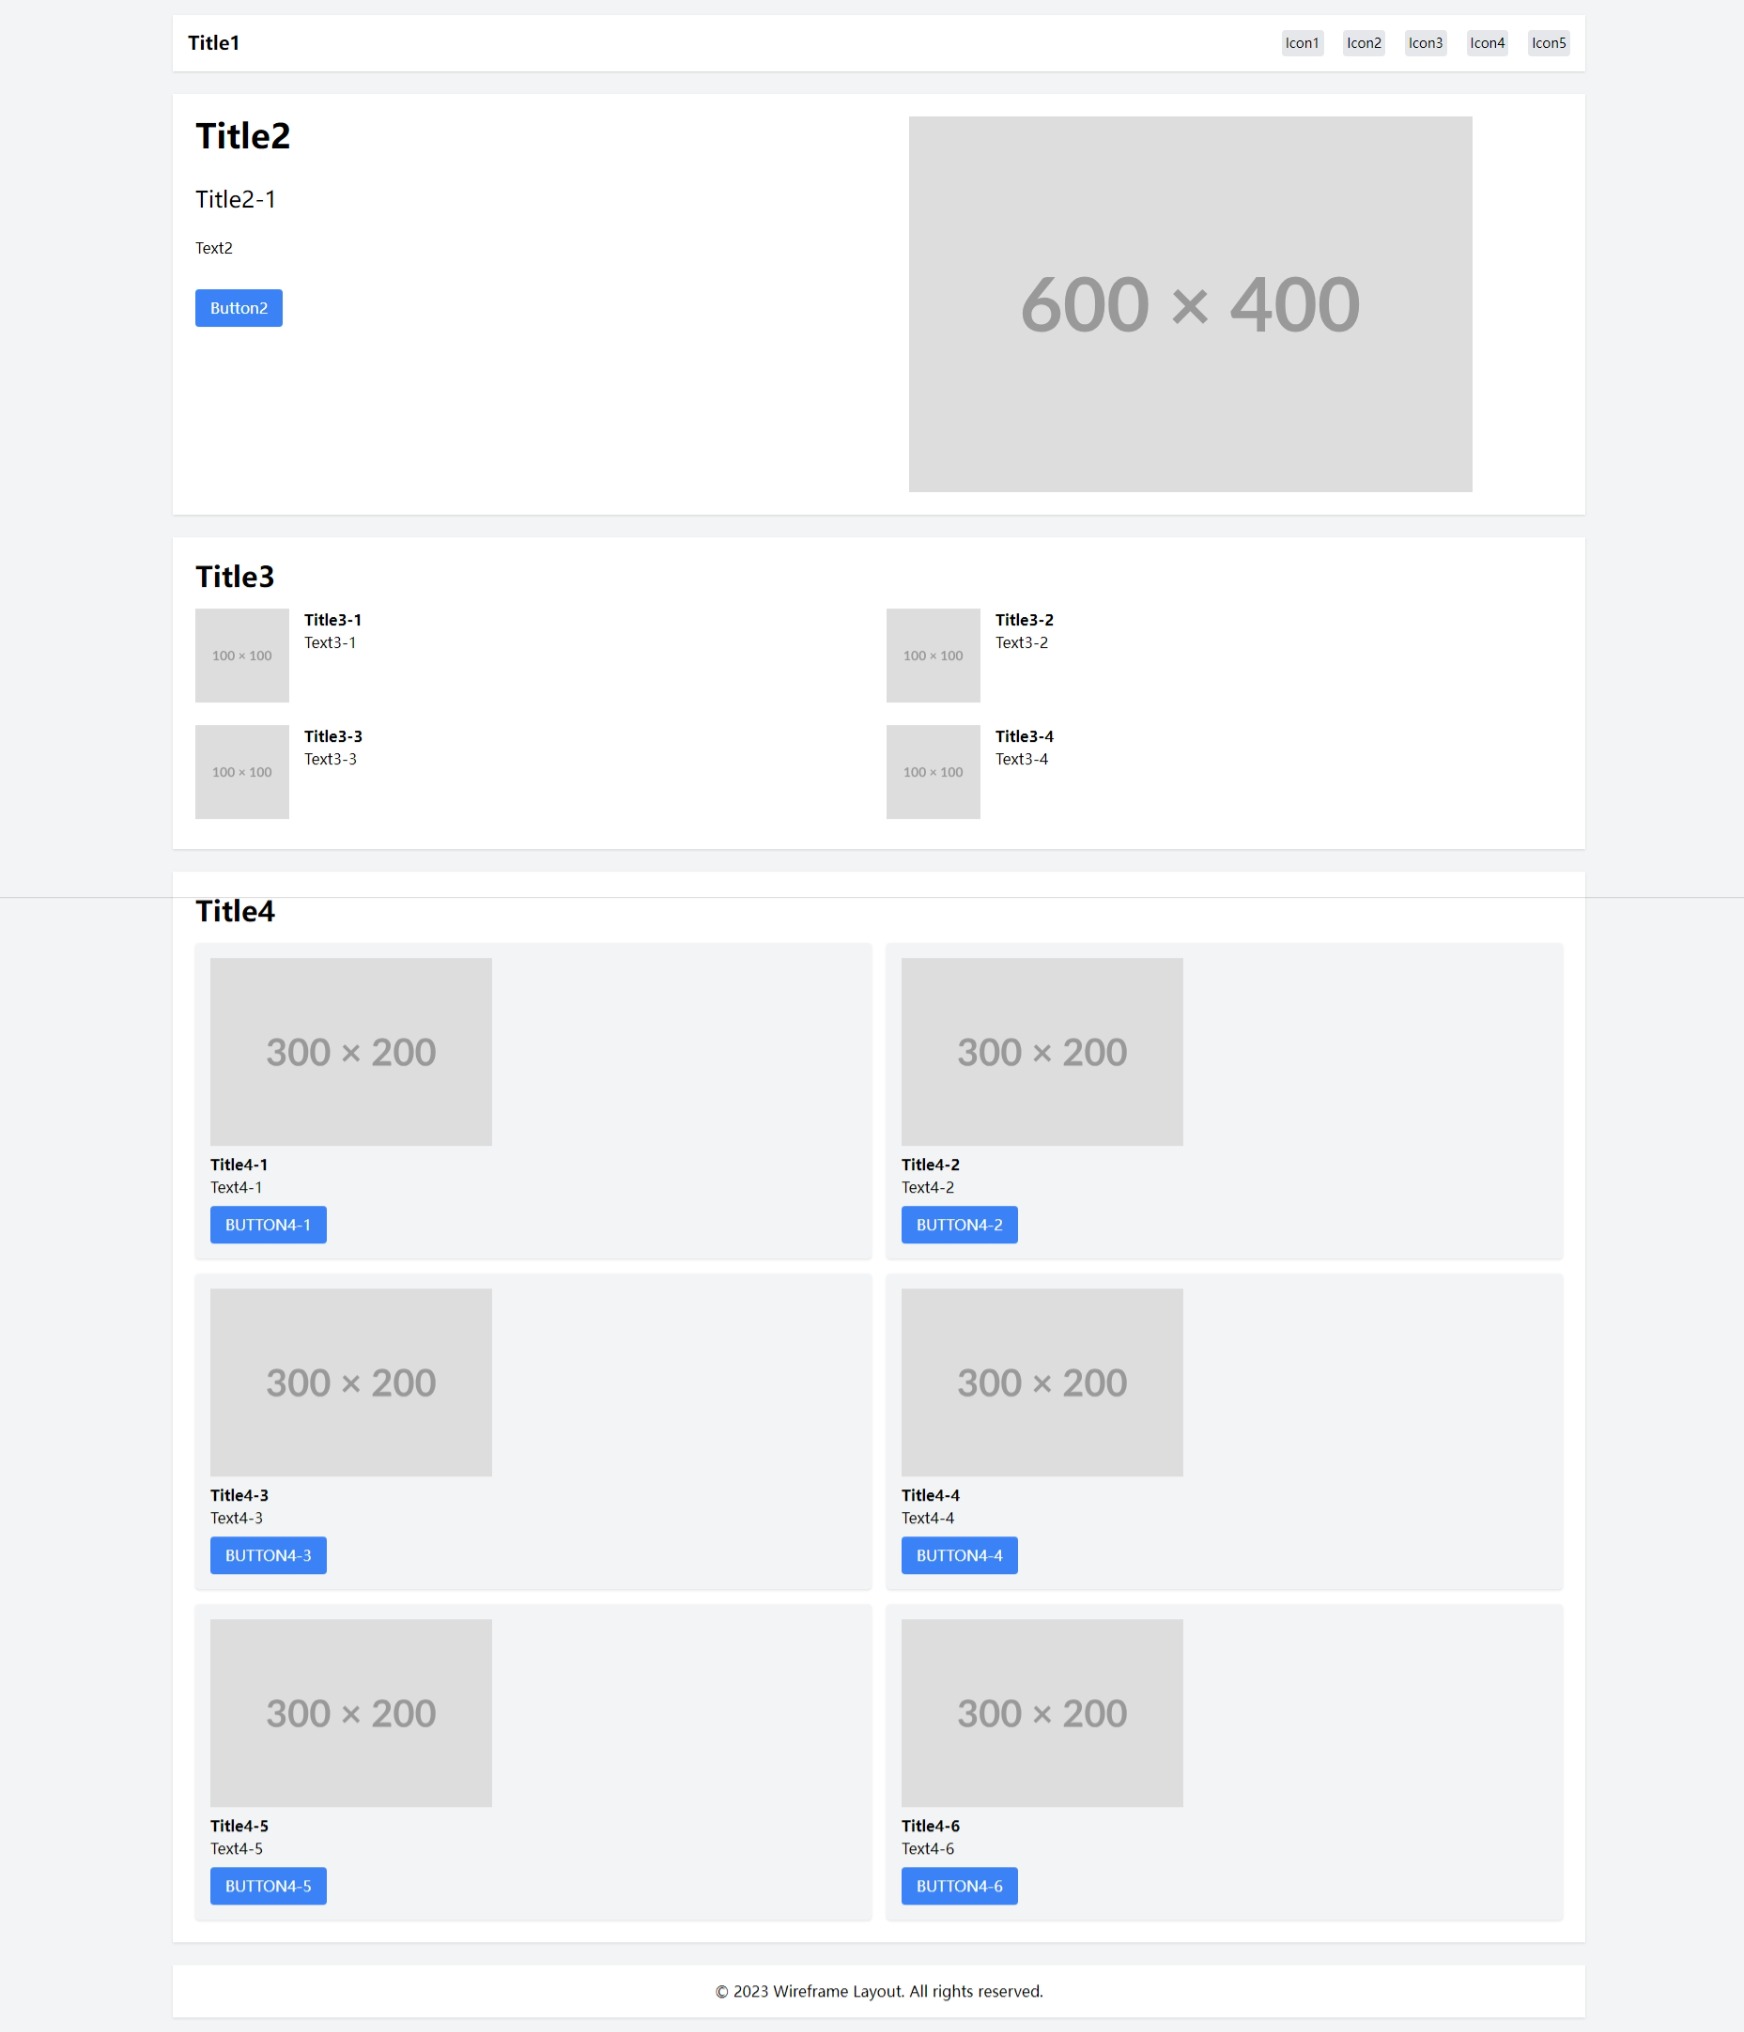 Title1
Icon1 Icon2 Icon3 Icon4 Icon5
Title2
Title2-1
Text2
Button2
600 × 400
Title3
100 × 100
Title3-1
Text3-1
100 × 100
Title3-2
Text3-2
100 × 100
Title3-3
Text3-3
100 × 100
Title3-4
Text3-4
Title4
300 × 200
Title4-1
Text4-1
BUTTON4-1
300 × 200
Title4-2
Text4-2
BUTTON4-2
300 × 200
Title4-3
Text4-3
BUTTON4-3
300 × 200
Title4-4
Text4-4
BUTTON4-4
300 × 200
Title4-5
Text4-5
BUTTON4-5
300 × 200
Title4-6
Text4-6
BUTTON4-6
© 2023 Wireframe Layout. All rights reserved.